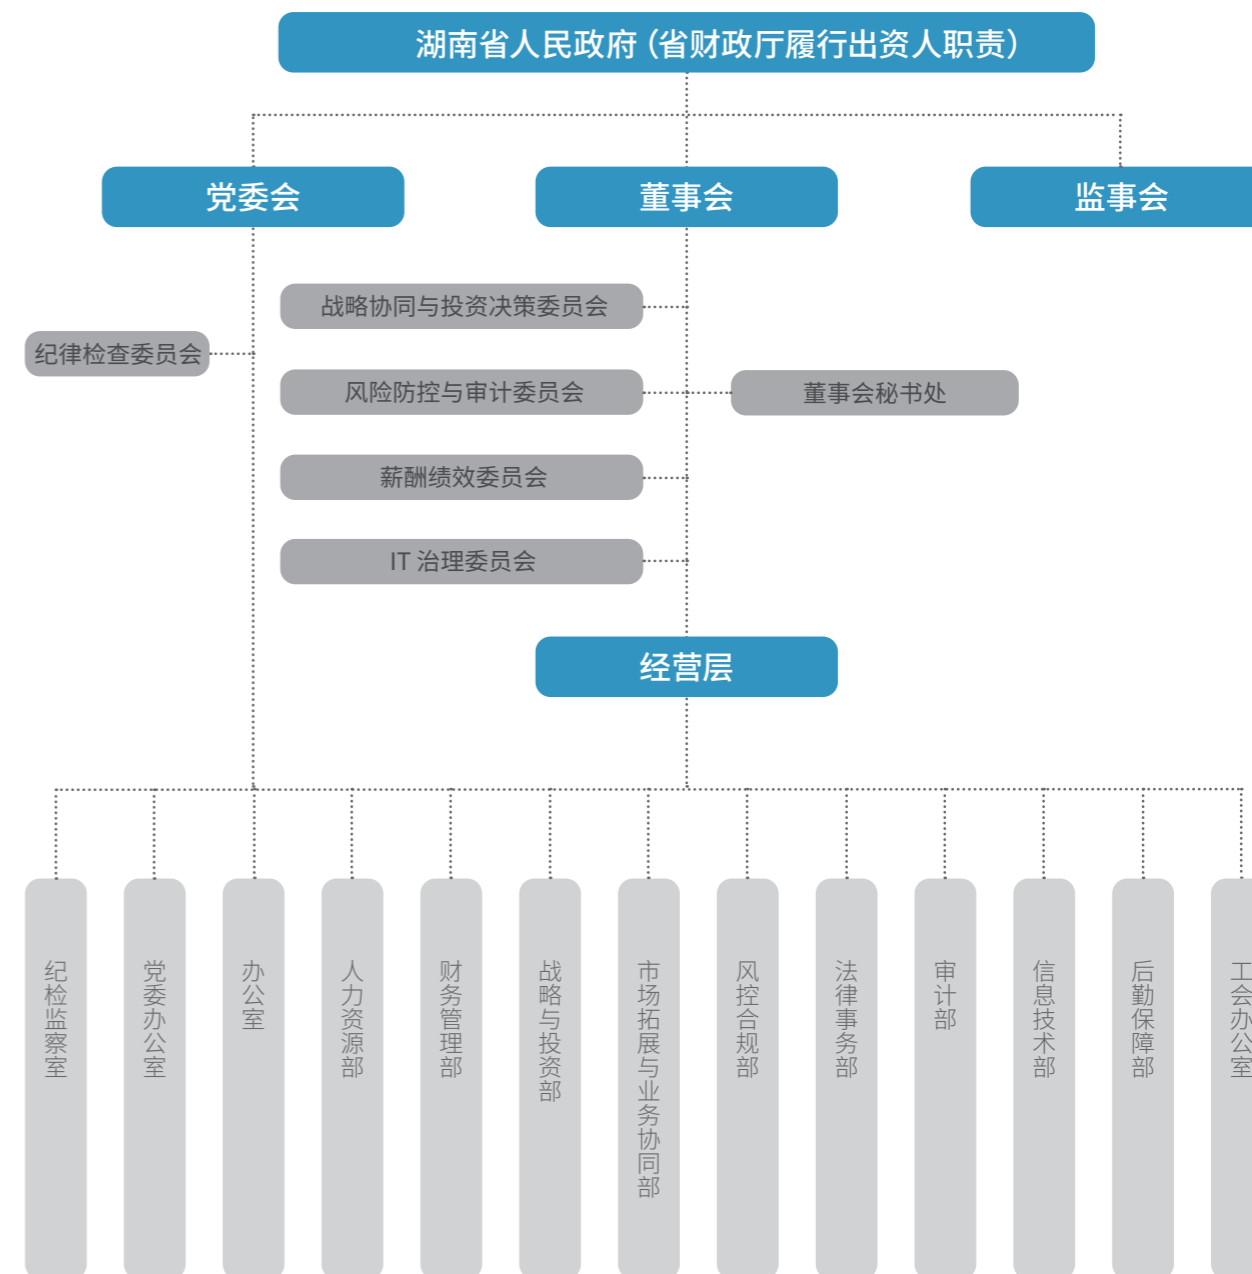 湖南省人民政府（省财政厅履行出资人职责）
党委会
董事会
监事会
战略协同与投资决策委员会
纪律检查委员会
风险防控与审计委员会
董事会秘书处
薪酬绩效委员会
IT 治理委员会
经营层
纪检监察室
党委办公室
办公室
人力资源部
财务管理部
战略与投资部
市场拓展与业务协同部
风控合规部
法律事务部
审计部
信息技术部
后勤保障部
工会办公室